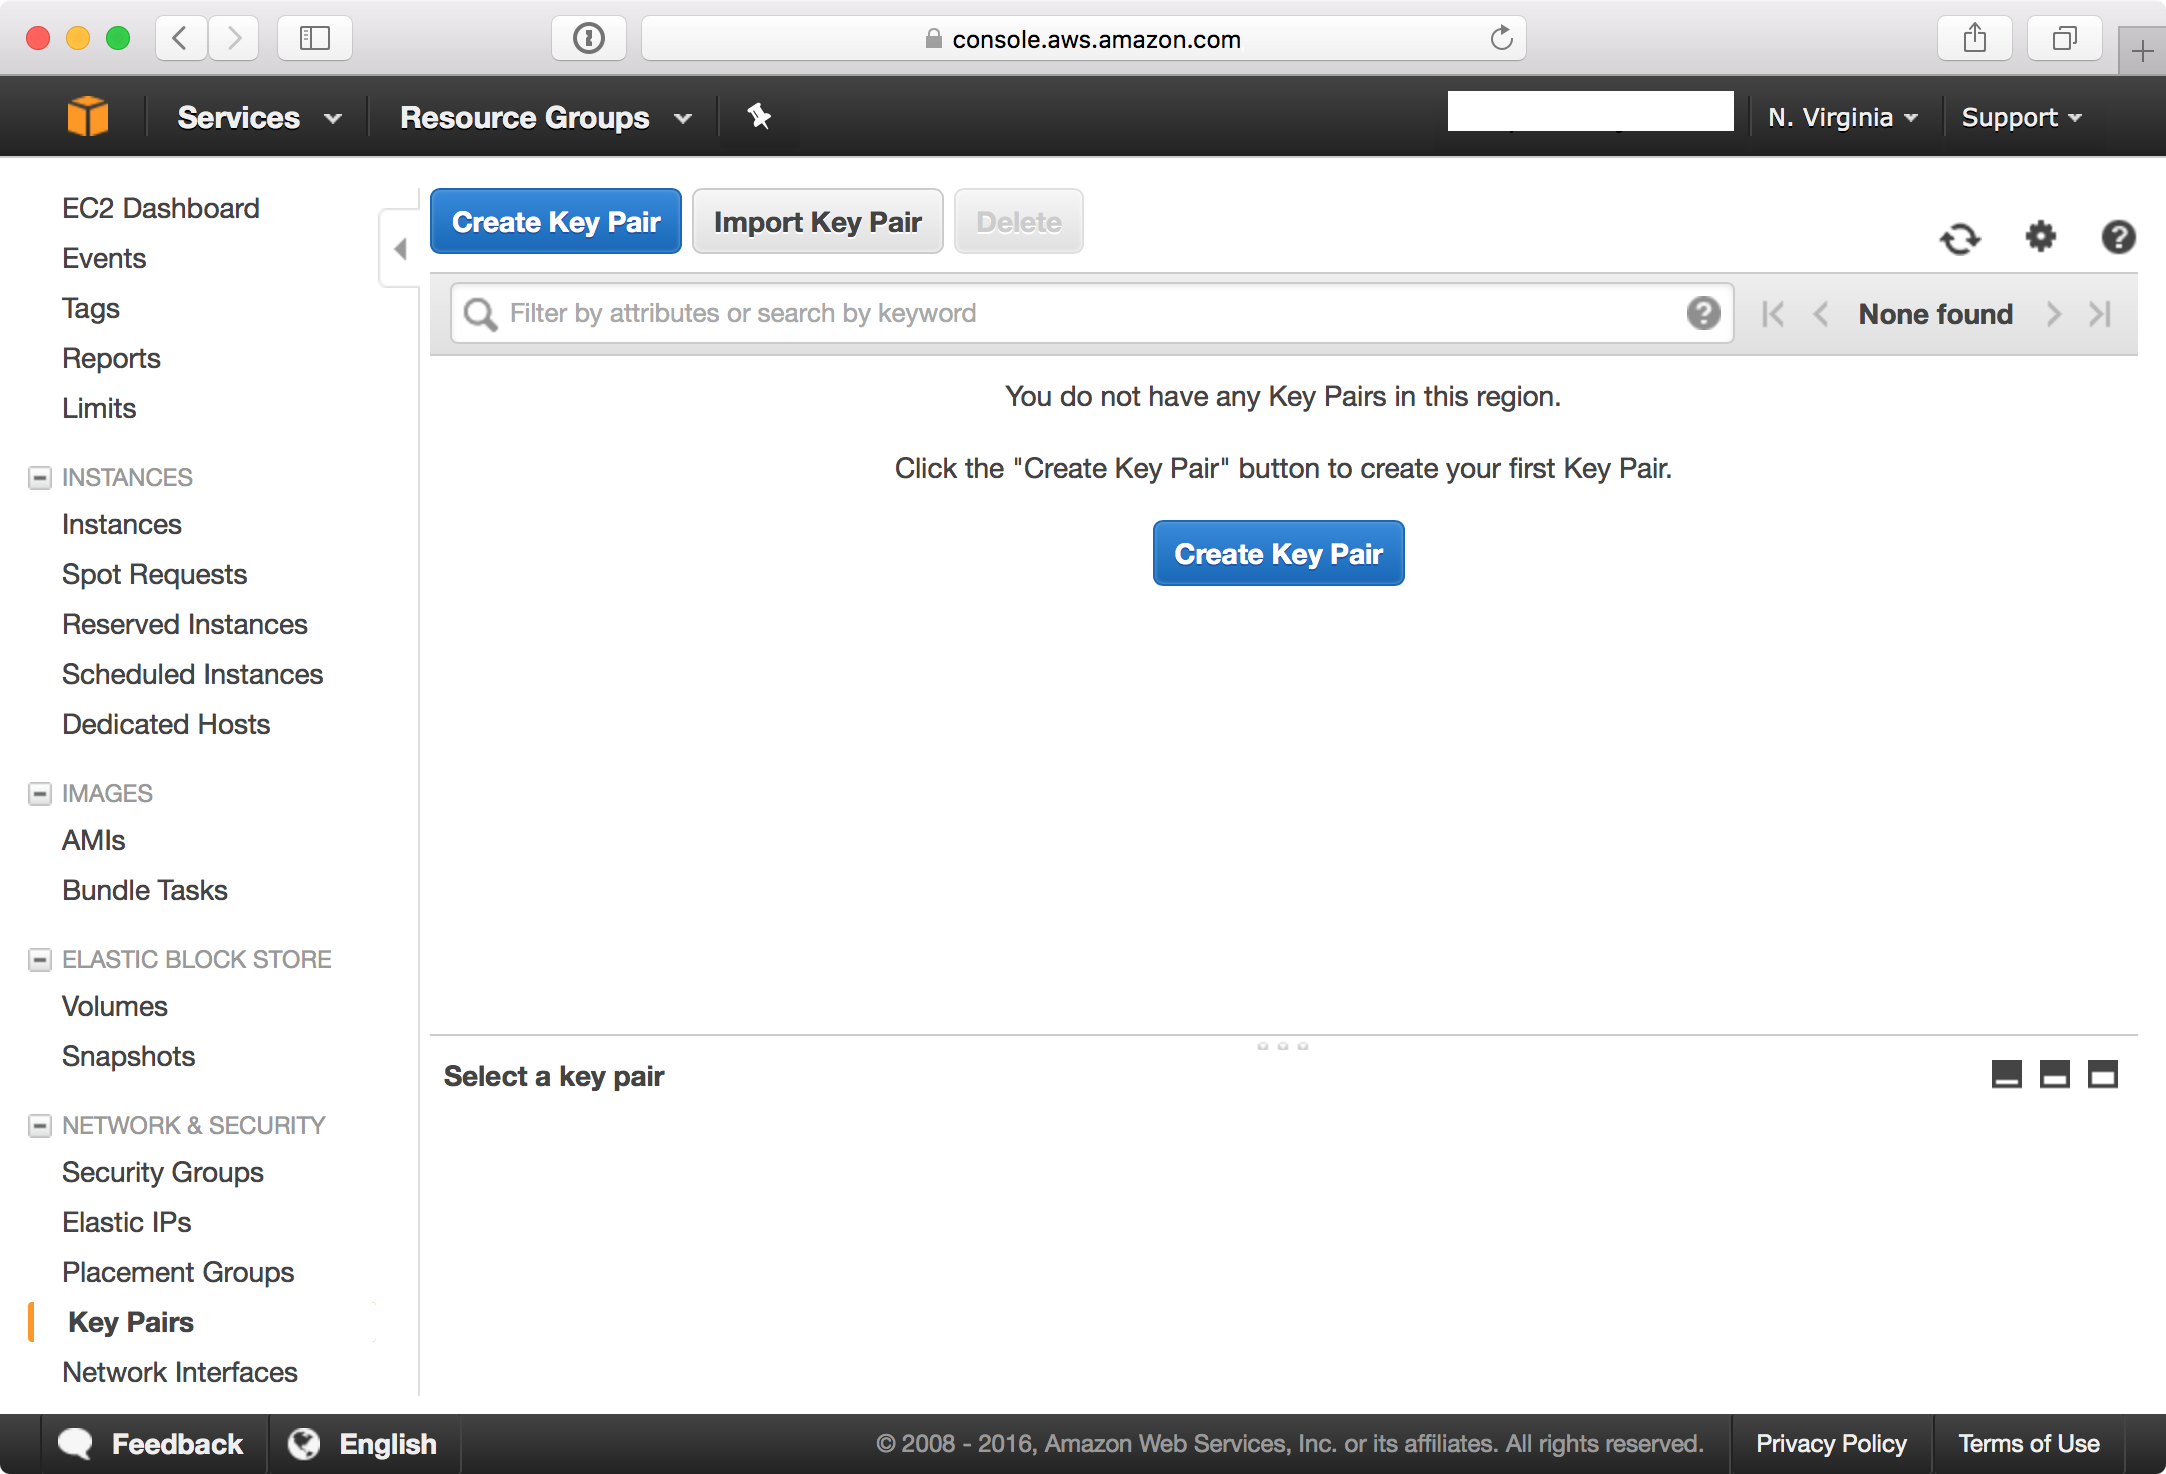 console.aws.amazon.com
Services
Resource Groups
N. Virginia
Support
EC2 Dashboard
Events
Tags
Reports
Limits
INSTANCES
Instances
Spot Requests
Reserved Instances
Scheduled Instances
Dedicated Hosts
IMAGES
AMIs
Bundle Tasks
ELASTIC BLOCK STORE
Volumes
Snapshots
NETWORK & SECURITY
Security Groups
Elastic IPs
Placement Groups
Key Pairs
Network Interfaces
Create Key Pair
Import Key Pair
Delete
Filter by attributes or search by keyword
None found
You do not have any Key Pairs in this region.
Click the "Create Key Pair" button to create your first Key Pair.
Create Key Pair
Select a key pair
Feedback
English
© 2008 - 2016, Amazon Web Services, Inc. or its affiliates. All rights reserved.
Privacy Policy
Terms of Use